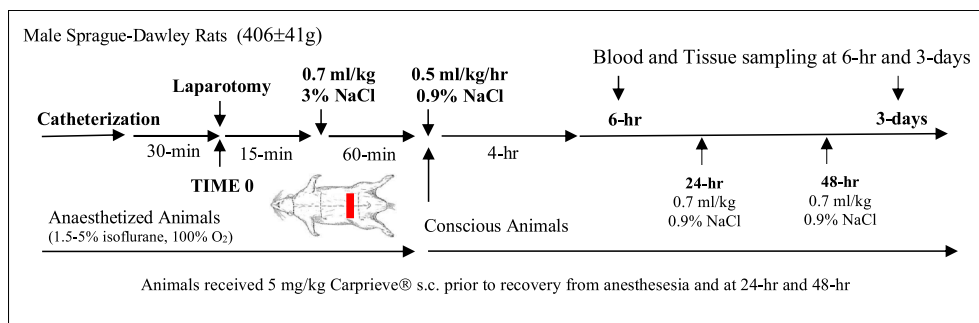 Male Sprague-Dawley Rats (406±41g)
Blood and Tissue sampling at 6-hr and 3-days
Laparotomy
0.7 ml/kg
3% NaCl
0.5 ml/kg/hr
0.9% NaCl
Catheterization
6-hr
3-days
30-min
15-min
60-min
4-hr
TIME 0
24-hr
0.7 ml/kg
0.9% NaCl
48-hr
0.7 ml/kg
0.9% NaCl
Anaesthetized Animals
(1.5-5% isoflurane, 100% O₂)
Conscious Animals
Animals received 5 mg/kg Carprieve® s.c. prior to recovery from anesthesesia and at 24-hr and 48-hr